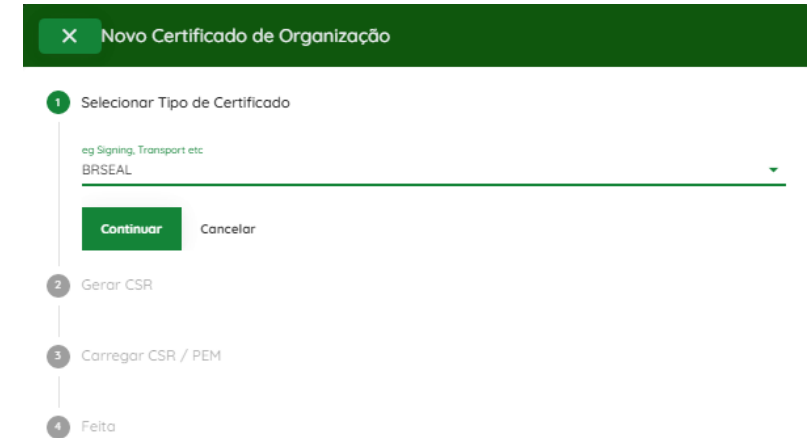 Novo Certificado de Organização
1 Selecionar Tipo de Certificado
eg Signing, Transport etc
BRSEAL
Continuar Cancelar
2 Gerar CSR
3 Carregar CSR / PEM
4 Feita